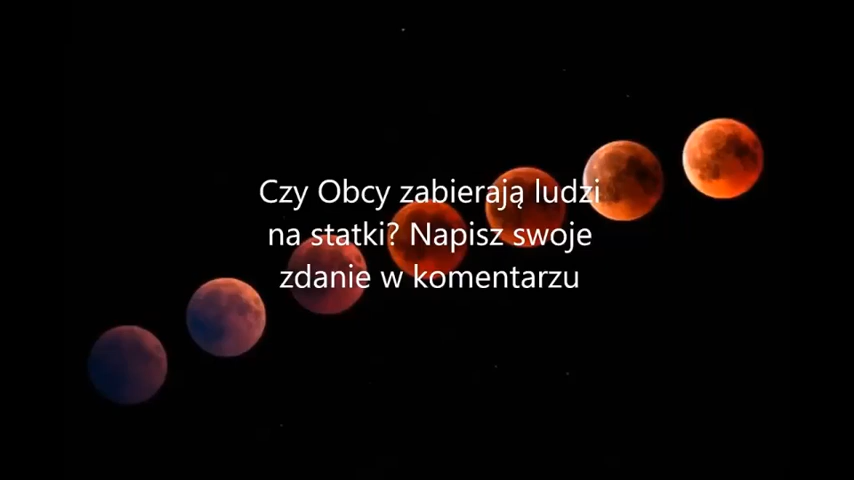 Czy Obcy zabierają ludzi
na statki? Napisz swoje
zdanie w komentarzu